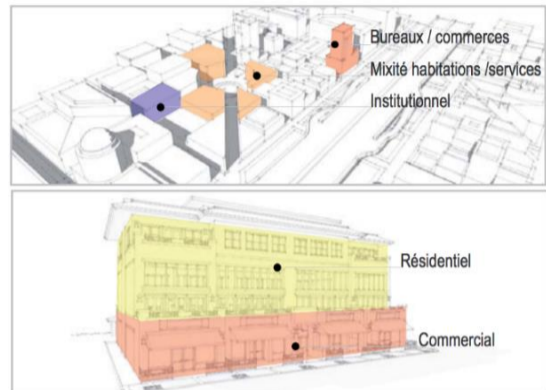 Bureaux / commerces
Mixité habitations /services
Institutionnel
Résidentiel
Commercial